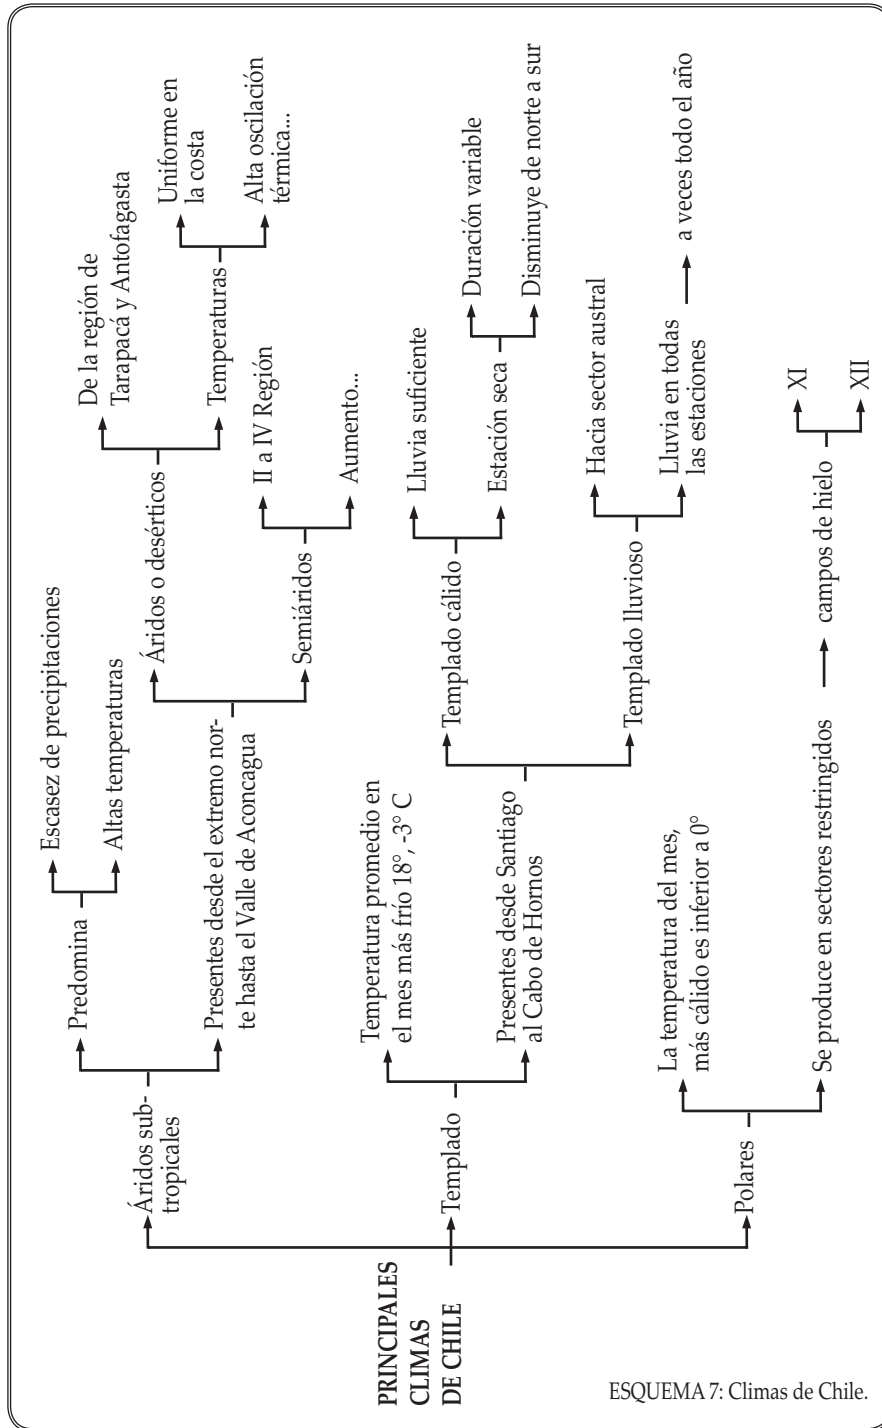 PRINCIPALES
CLIMAS
DE CHILE
Áridos sub-
tropicales
Predomina
Escasez de precipitaciones
Altas temperaturas
Presentes desde el extremo nor-
te hasta el Valle de Aconcagua
Áridos o desérticos
De la región de
Tarapacá y Antofagasta
Temperaturas
Uniforme en
la costa
Alta oscilación
térmica...
Semiáridos
II a IV Región
Aumento...
Templado
Temperatura promedio en
el mes más frío 18°, -3° C
Presentes desde Santiago
al Cabo de Hornos
Templado cálido
Lluvia suficiente
Estación seca
Duración variable
Disminuye de norte a sur
Templado lluvioso
Hacia sector austral
Lluvia en todas
las estaciones
a veces todo el año
Polares
La temperatura del mes,
más cálido es inferior a 0°
Se produce en sectores restringidos
campos de hielo
XI
XII
ESQUEMA 7: Climas de Chile.